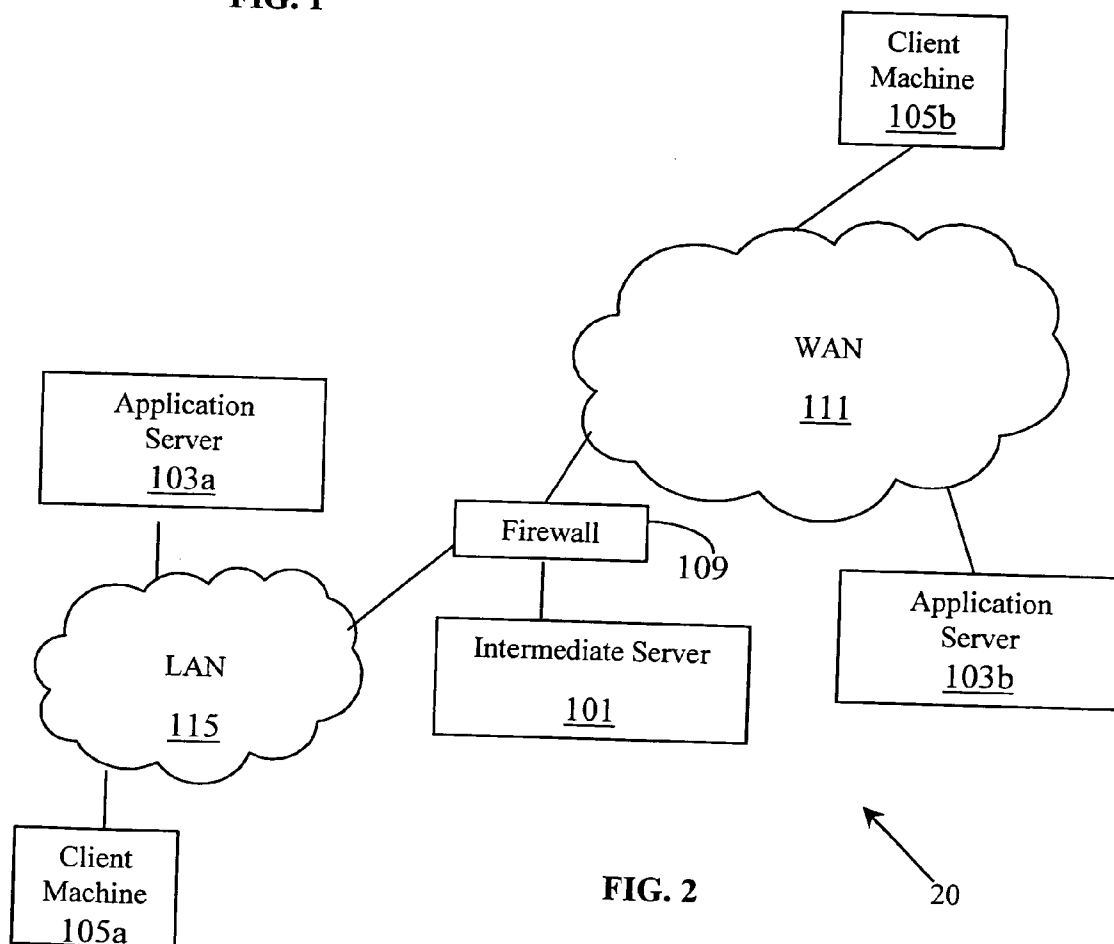 FIG. 1
Client
Machine
105b
WAN
111
Application
Server
103a
Firewall
109
Application
Server
103b
Intermediate Server
101
LAN
115
Client
Machine
105a
FIG. 2
20